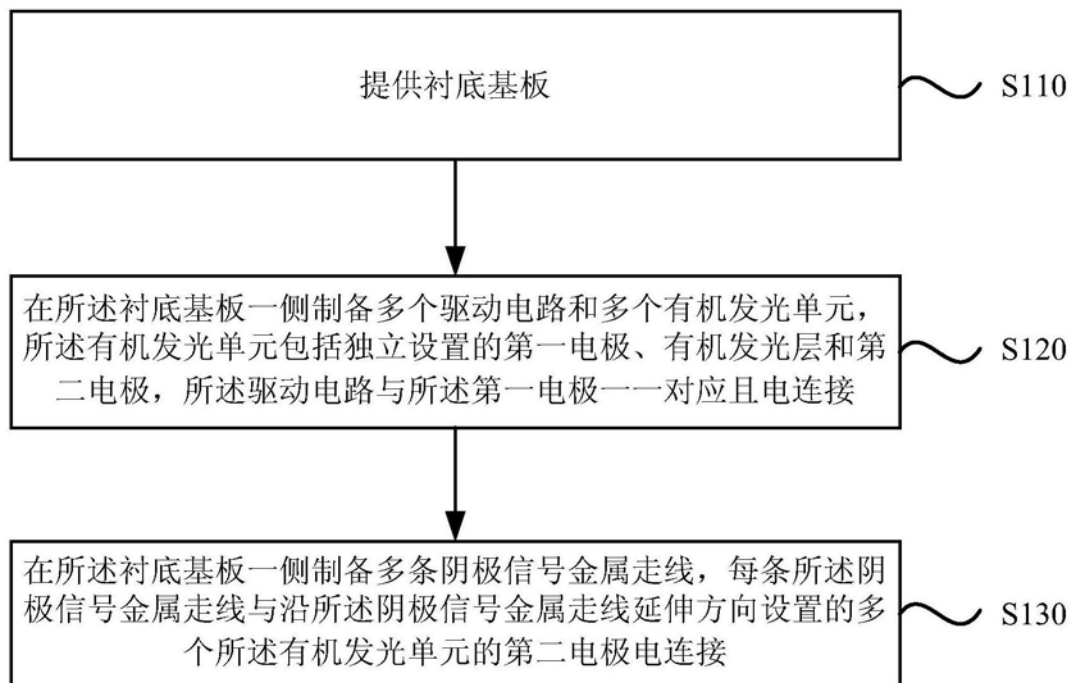 提供衬底基板
S110
在所述衬底基板一侧制备多个驱动电路和多个有机发光单元，
所述有机发光单元包括独立设置的第一电极、有机发光层和第
二电极，所述驱动电路与所述第一电极一一对应且电连接
S120
在所述衬底基板一侧制备多条阴极信号金属走线，每条所述阴
极信号金属走线与沿所述阴极信号金属走线延伸方向设置的多
个所述有机发光单元的第二电极电连接
S130